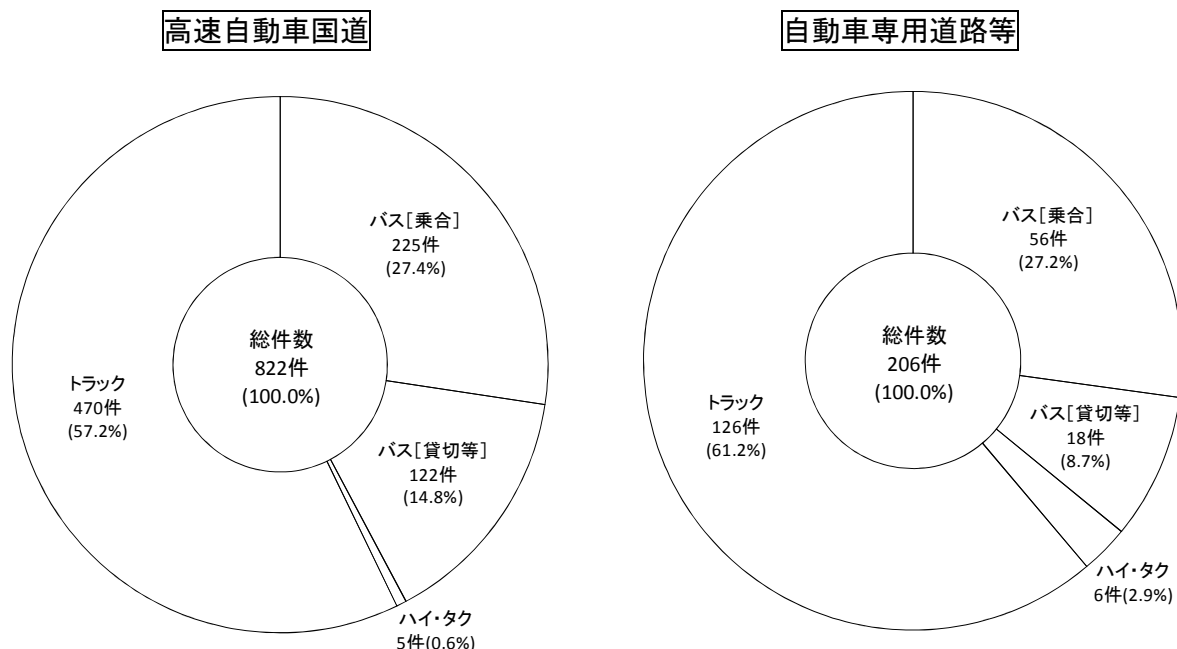 高速自動車国道
バス[乗合]
225件
(27.4%)
総件数
822件
(100.0%)
トラック
470件
(57.2%)
バス[貸切等]
122件
(14.8%)
ハイ・タク
5件(0.6%)
自動車専用道路等
バス[乗合]
56件
(27.2%)
総件数
206件
(100.0%)
トラック
126件
(61.2%)
バス[貸切等]
18件
(8.7%)
ハイ・タク
6件(2.9%)